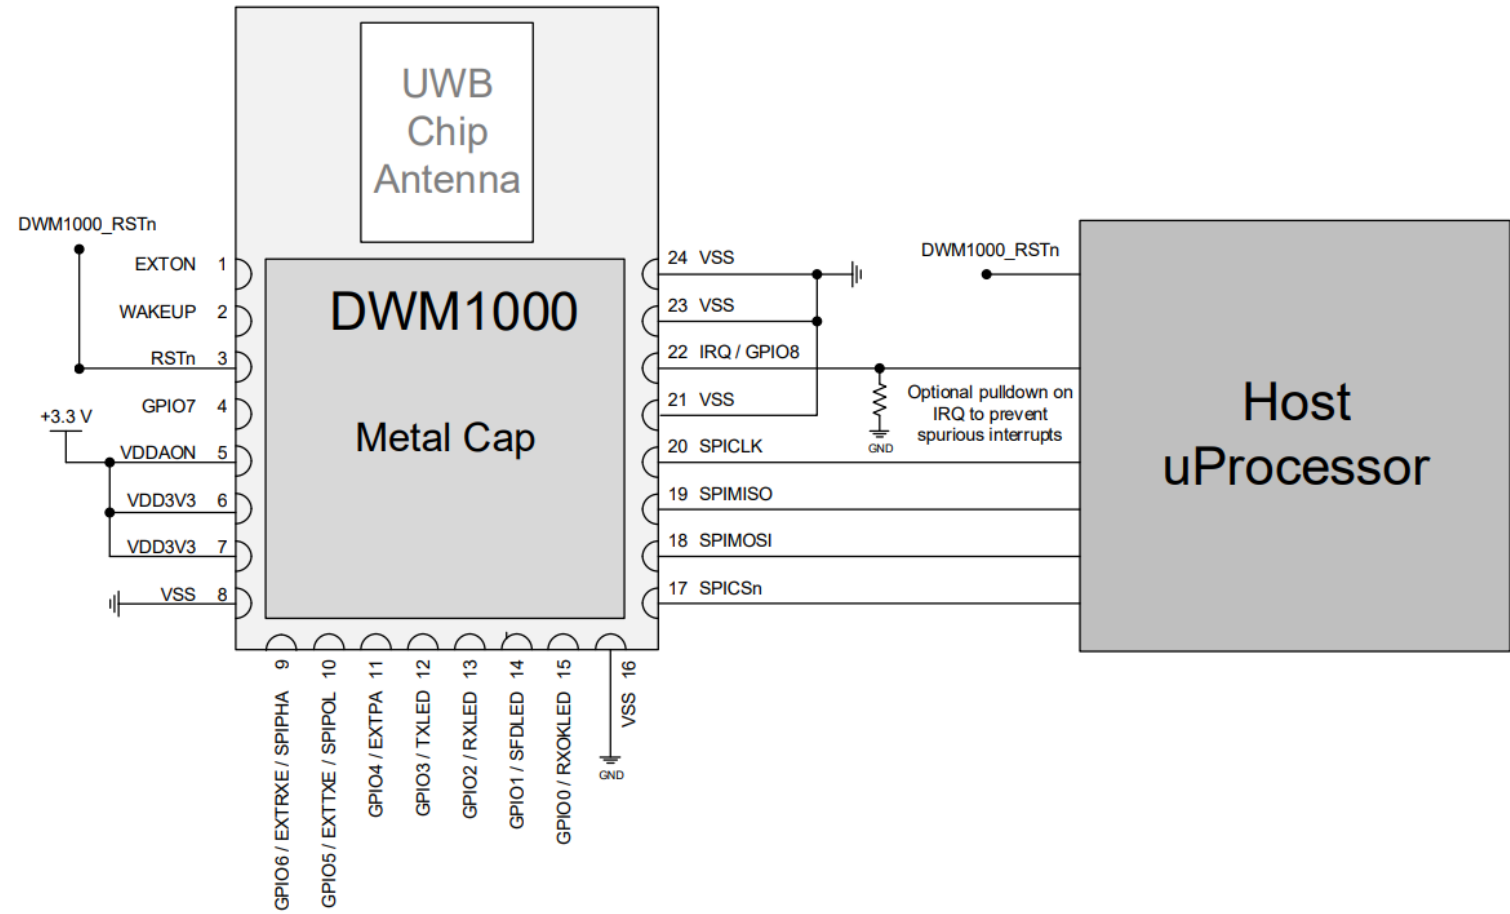 UWB
Chip
Antenna
DWM1000_RSTn
EXTON 1
WAKEUP 2
RSTn 3
GPIO7 4
+3.3 V
VDDAON 5
VDD3V3 6
VDD3V3 7
VSS 8
DWM1000
Metal Cap
24 VSS
23 VSS
22 IRQ / GPIO8
21 VSS
20 SPICLK
19 SPIMISO
18 SPIMOSI
17 SPICSn
DWM1000_RSTn
Optional pulldown on
IRQ to prevent
spurious interrupts
GND
Host
uProcessor
GPIO6 / EXTRXE / SPIPHA 9
GPIO5 / EXTTXE / SPIPOL 10
GPIO4 / EXTPA 11
GPIO3 / TXLED 12
GPIO2 / RXLED 13
GPIO1 / SFDLED 14
GPIO0 / RXOKLED 15
VSS 16
GND